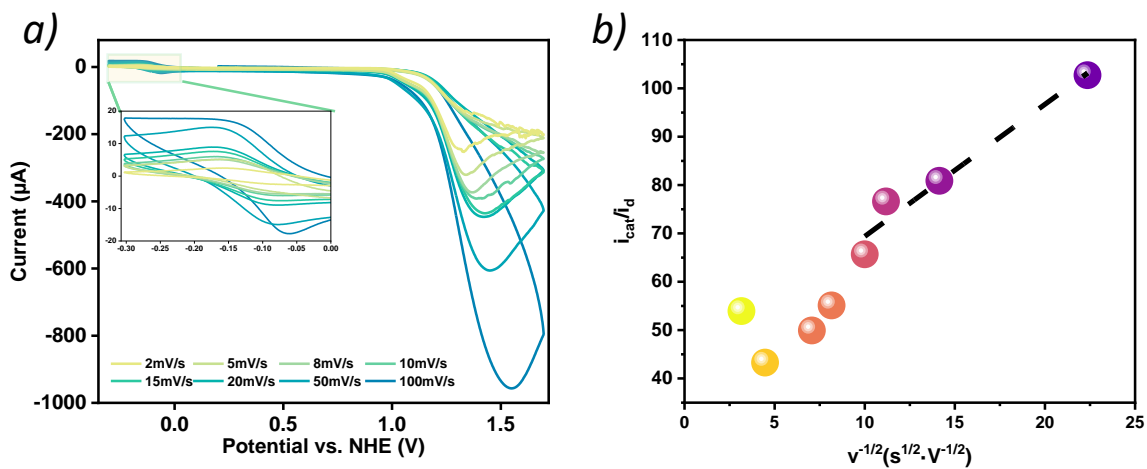 a)
0
-200
-400
-600
-800
-1000
Current (µA)
20
10
0
-10
-20
-0.30
-0.25
-0.20
-0.15
-0.10
-0.05
0.00
2mV/s 5mV/s 8mV/s 10mV/s
15mV/s 20mV/s 50mV/s 100mV/s
0.0 0.5 1.0 1.5
Potential vs. NHE (V)
b)
110
100
90
80
70
60
50
40
i_cat/i_d
0 5 10 15 20 25
v^-1/2(s^1/2·V^-1/2)